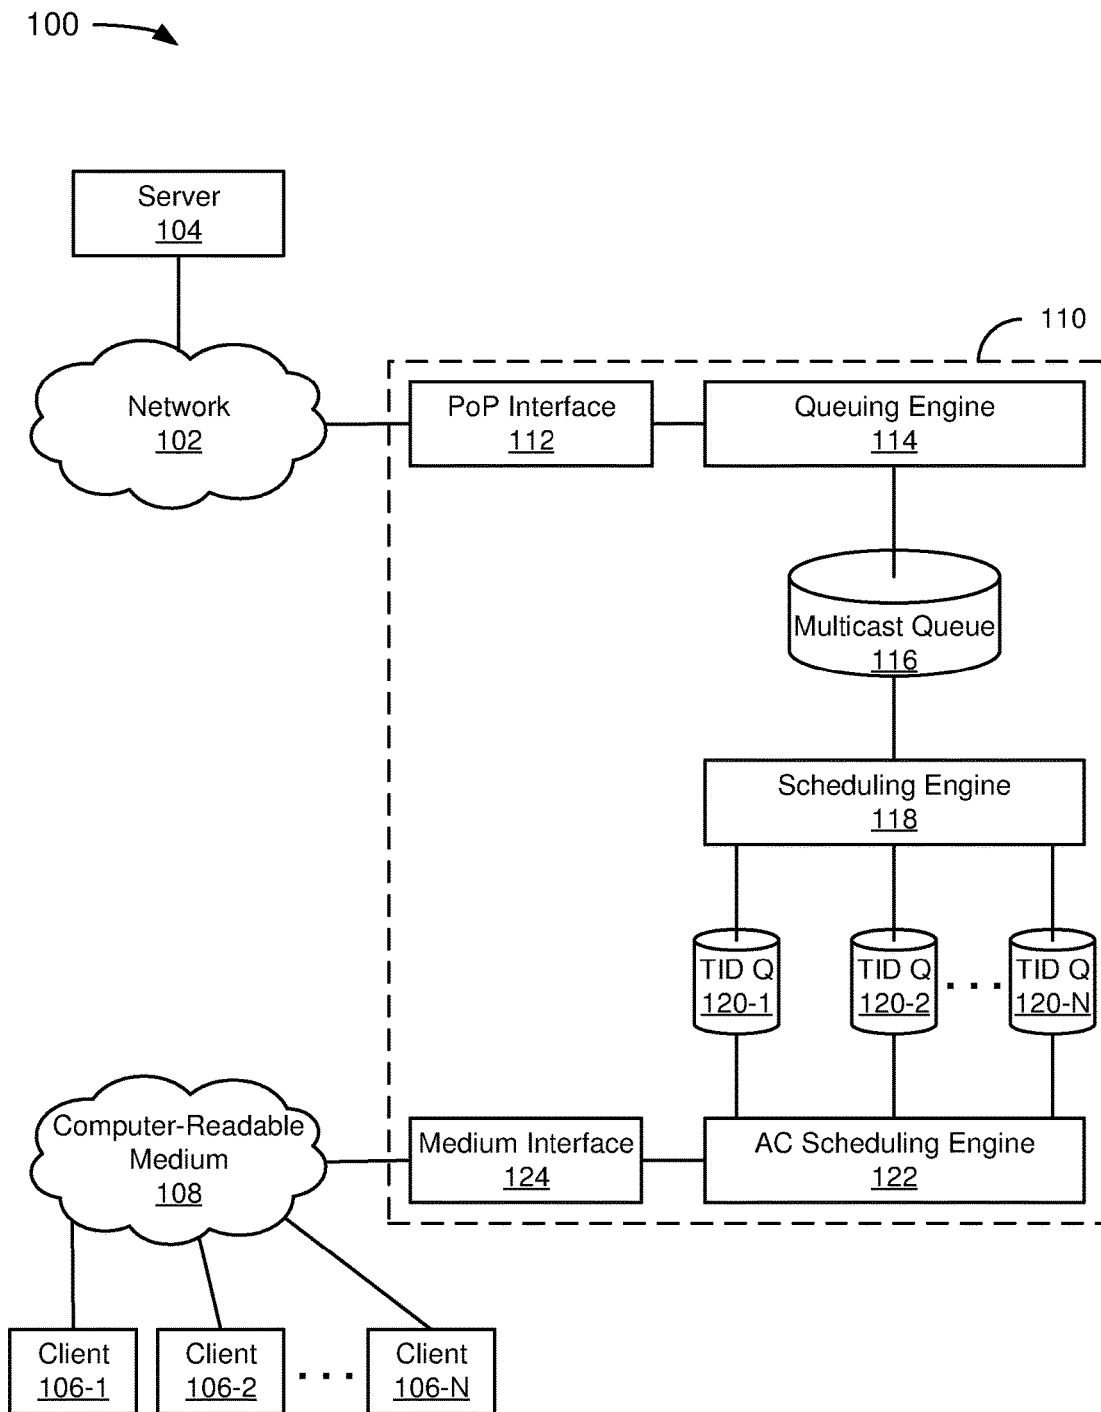 100
Server
104
110
Network
102
PoP Interface
112
Queuing Engine
114
Multicast Queue
116
Scheduling Engine
118
TID Q
120-1
TID Q
120-2
. . .
TID Q
120-N
Computer-Readable
Medium
108
Medium Interface
124
AC Scheduling Engine
122
Client
106-1
Client
106-2
. . .
Client
106-N